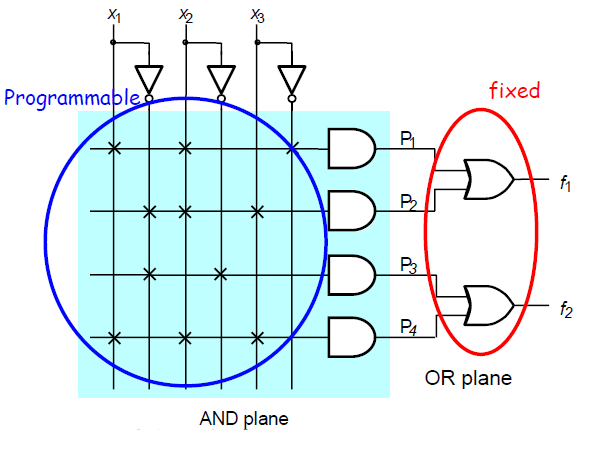 x1 x2 x3
Programmable
fixed
P1
f1
P2
P3
f2
P4
OR plane
AND plane